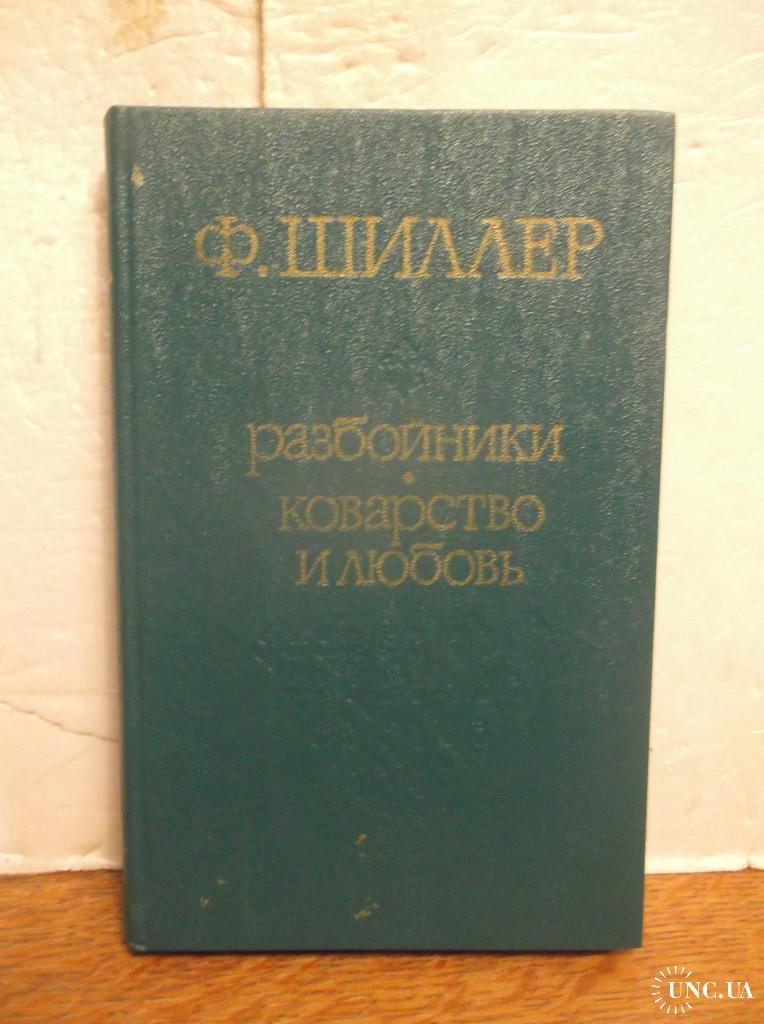 Ф. ШИЛЛЕР
разбойники
коварство
и любовь
UNC.UA